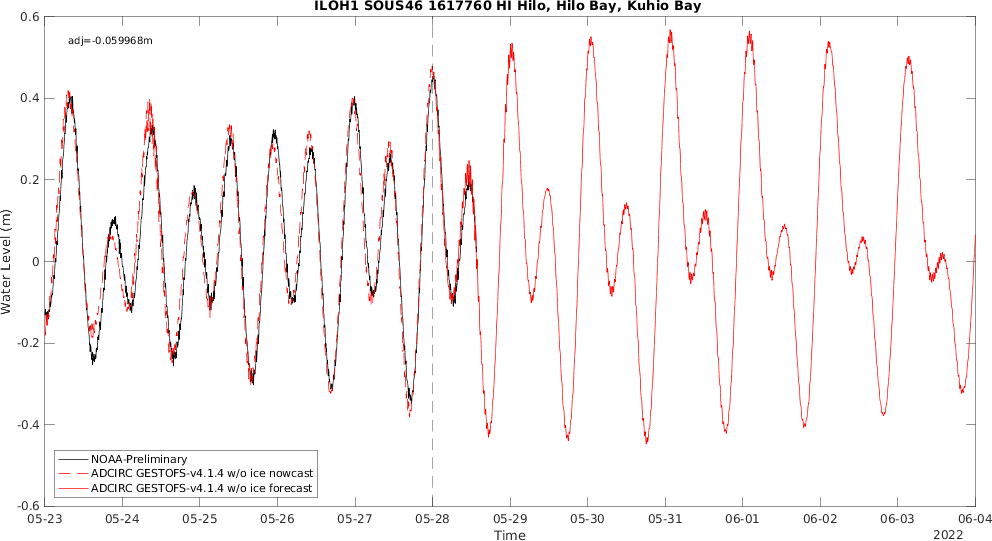 ILOH1 SOUS46 1617760 HI Hilo, Hilo Bay, Kuhio Bay
adj=-0.059968m
0.6
0.4
0.2
0
-0.2
-0.4
-0.6
Water Level (m)
NOAA-Preliminary
ADCIRC GESTOFS-v4.1.4 w/o ice nowcast
ADCIRC GESTOFS-v4.1.4 w/o ice forecast
05-23 05-24 05-25 05-26 05-27 05-28 05-29 05-30 05-31 06-01 06-02 06-03 06-04
Time
2022